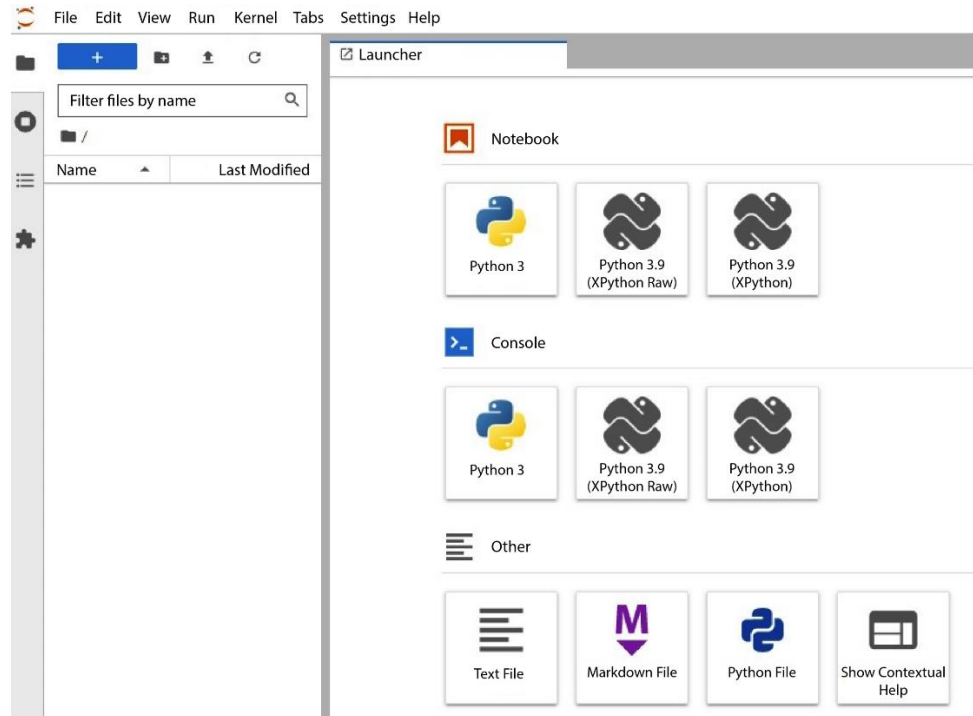 File Edit View Run Kernel Tabs Settings Help
+
Filter files by name
/
Name Last Modified
Launcher
Notebook
Python 3
Python 3.9
(XPython Raw)
Python 3.9
(XPython)
Console
Python 3
Python 3.9
(XPython Raw)
Python 3.9
(XPython)
Other
Text File
M
Markdown File
Python File
Show Contextual
Help